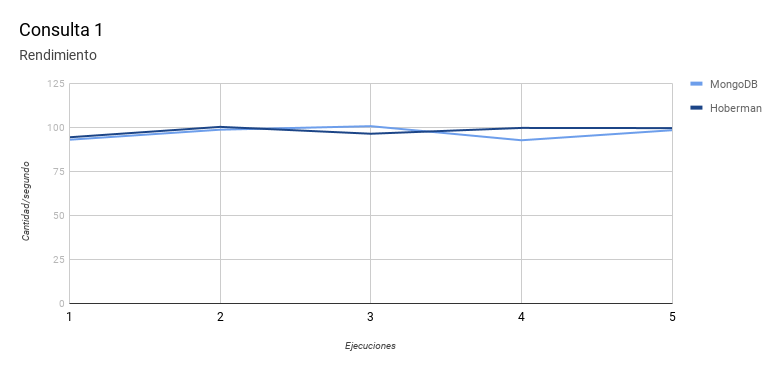 Consulta 1
Rendimiento
125
100
75
50
25
0
Cantidad/segundo
1 2 3 4 5
Ejecuciones
MongoDB
Hoberman